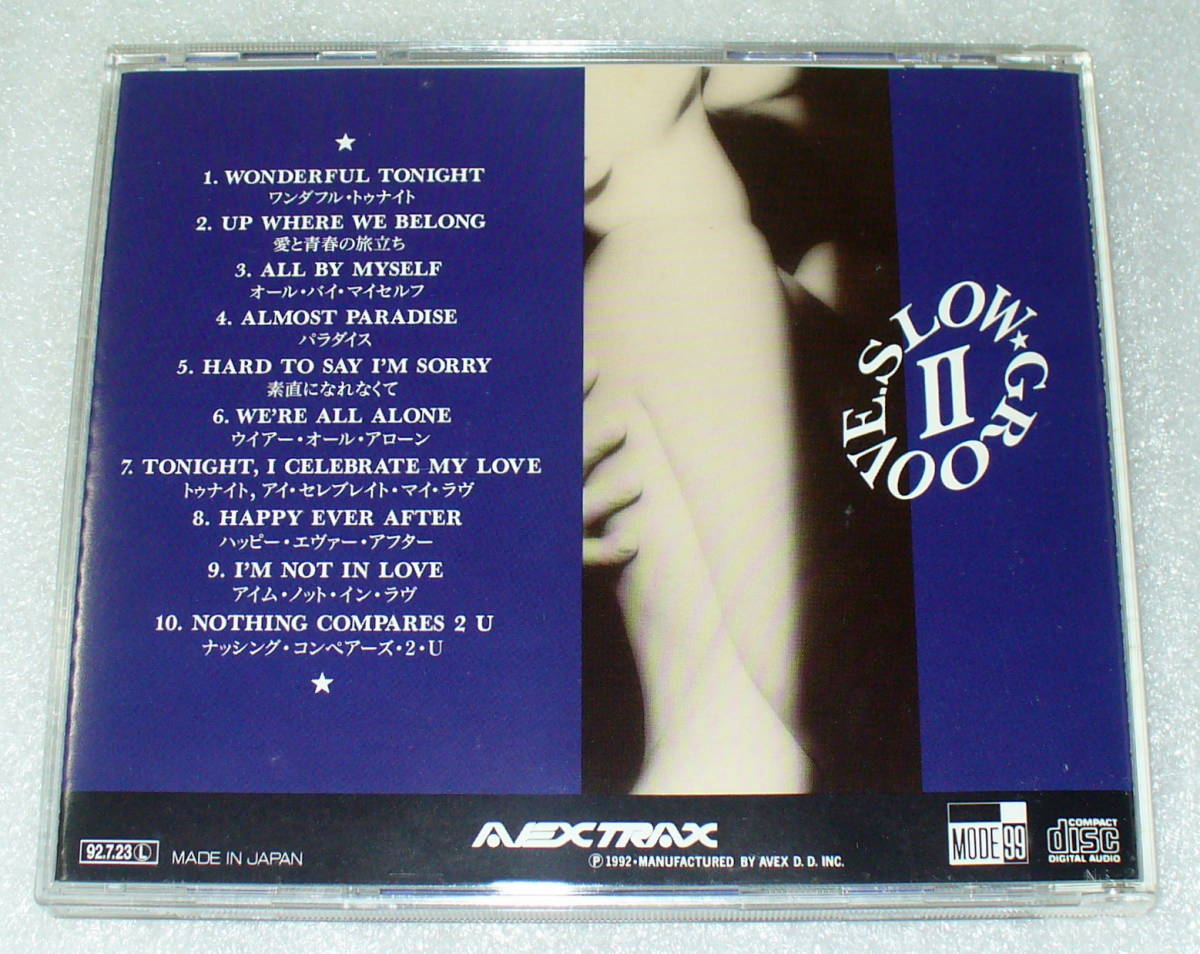 1. WONDERFUL TONIGHT
ワンダフル・トゥナイト
2. UP WHERE WE BELONG
愛と青春の旅立ち
3. ALL BY MYSELF
オール・バイ・マイセルフ
4. ALMOST PARADISE
パラダイス
5. HARD TO SAY I'M SORRY
素直になれなくて
6. WE'RE ALL ALONE
ウイアー・オール・アローン
7. TONIGHT, I CELEBRATE MY LOVE
トゥナイト, アイ・セレブレイト・マイ・ラヴ
8. HAPPY EVER AFTER
ハッピー・エヴァー・アフター
9. I'M NOT IN LOVE
アイム・ノット・イン・ラヴ
10. NOTHING COMPARES 2 U
ナッシング・コンペアーズ・2・U
SLOW★GROOVE
II
92.7.23 L
MADE IN JAPAN
AVEX TRAX
Ⓟ1992・MANUFACTURED BY AVEX D. D. INC.
MODE 99
COMPACT
disc
DIGITAL AUDIO